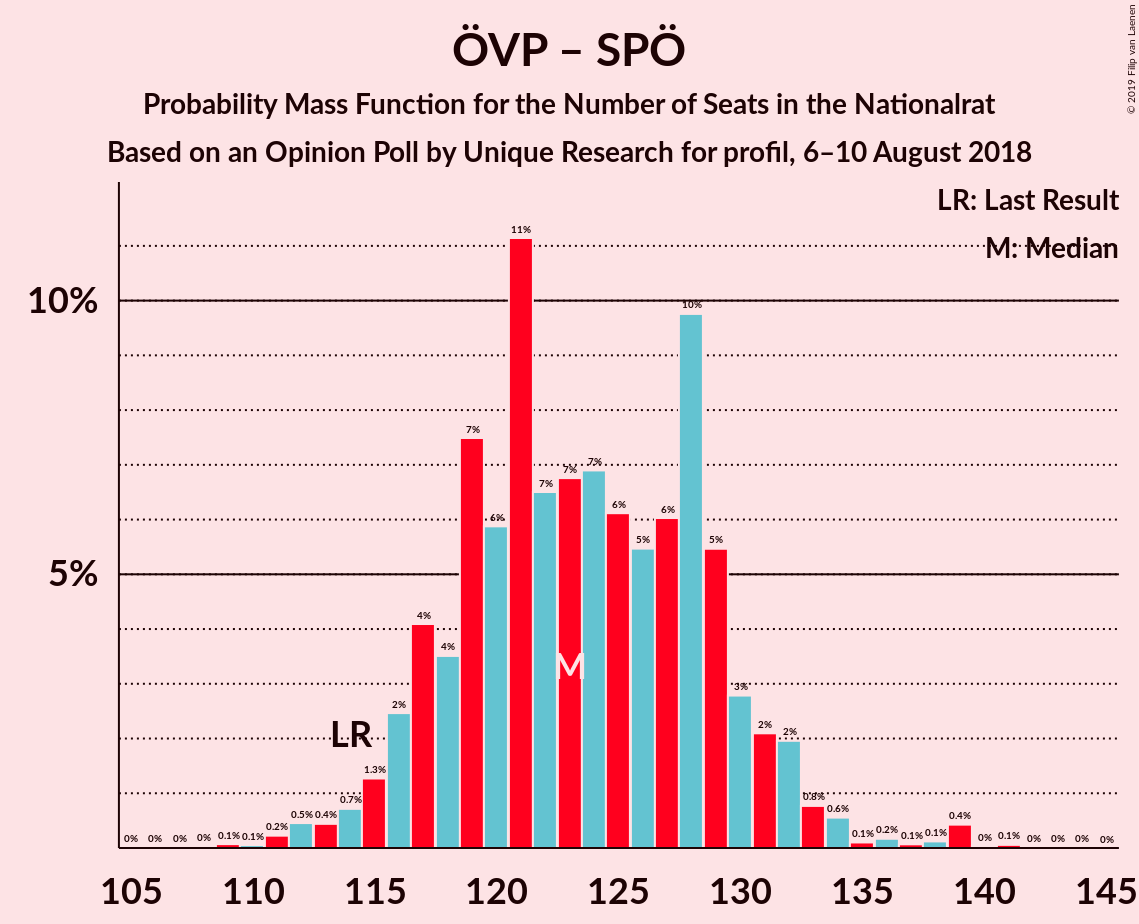 ÖVP – SPÖ
Probability Mass Function for the Number of Seats in the Nationalrat
Based on an Opinion Poll by Unique Research for profil, 6–10 August 2018
© 2019 Filip van Laenen
LR: Last Result
M: Median
10%
5%
0% 0% 0% 0% 0.1% 0.1% 0.2% 0.5% 0.4% 0.7% 1.3% 2% 4% 4% 7% 6% 11% 7% 7% 7% 6% 5% 6% 10% 5% 3% 2% 2% 0.8% 0.6% 0.1% 0.2% 0.1% 0.1% 0.4% 0% 0.1% 0% 0% 0% 0%
LR
M
105 110 115 120 125 130 135 140 145